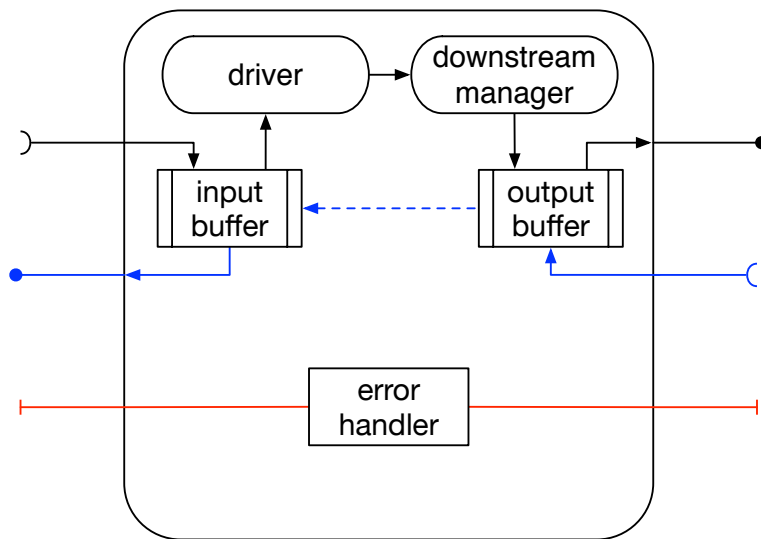 driver
downstream
manager
input
buffer
output
buffer
error
handler